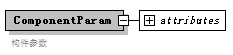 ComponentParam
attributes
构件参数